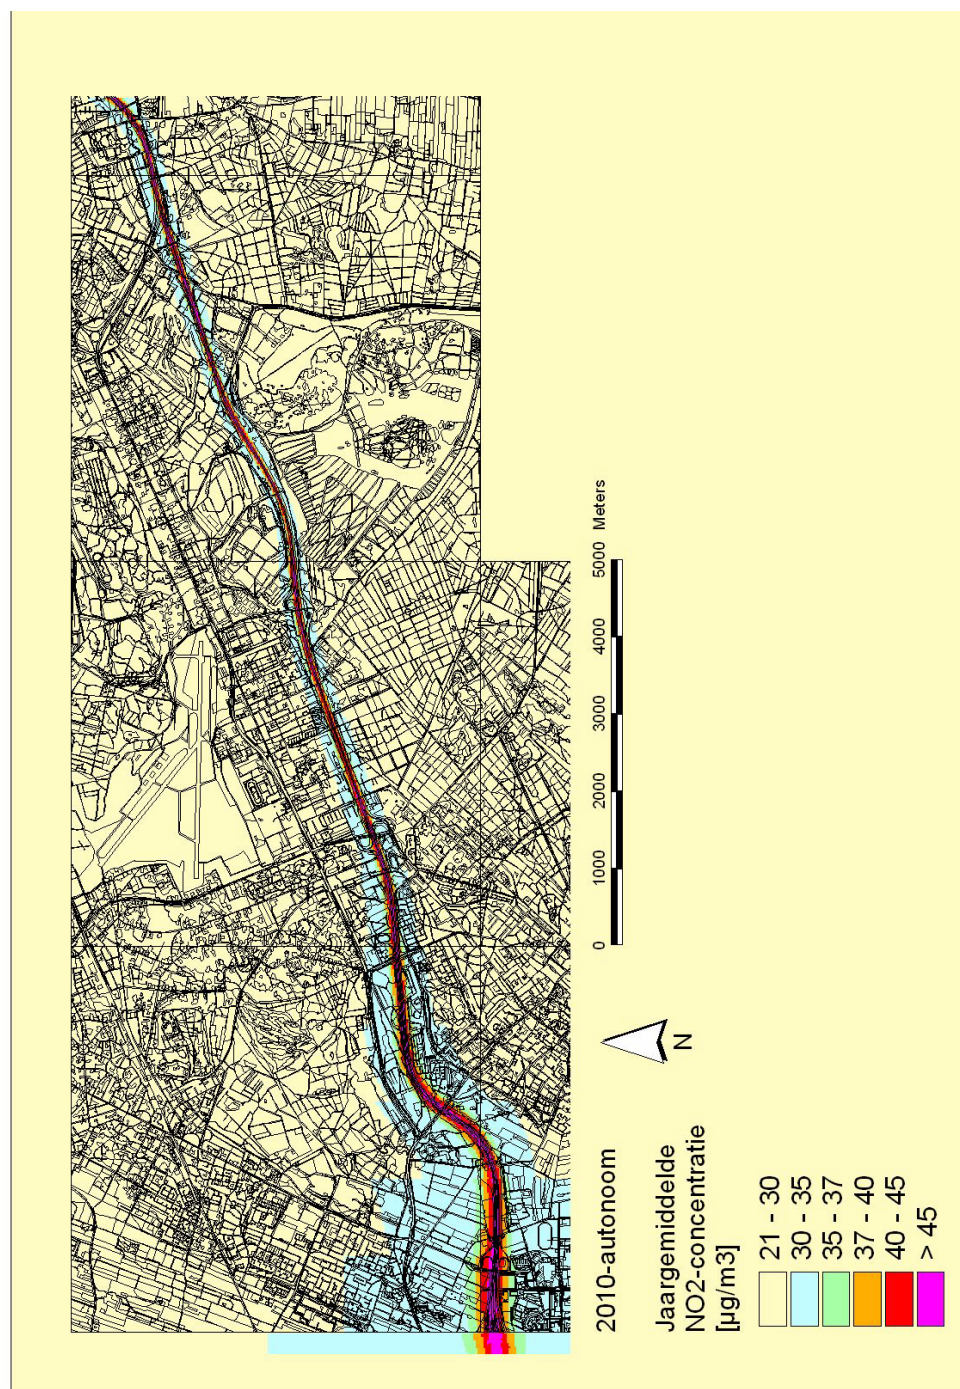 2010-autonoom
Jaargemiddelde
NO2-concentratie
[µg/m3]
21 - 30
30 - 35
35 - 37
37 - 40
40 - 45
> 45
N
0 1000 2000 3000 4000 5000 Meters